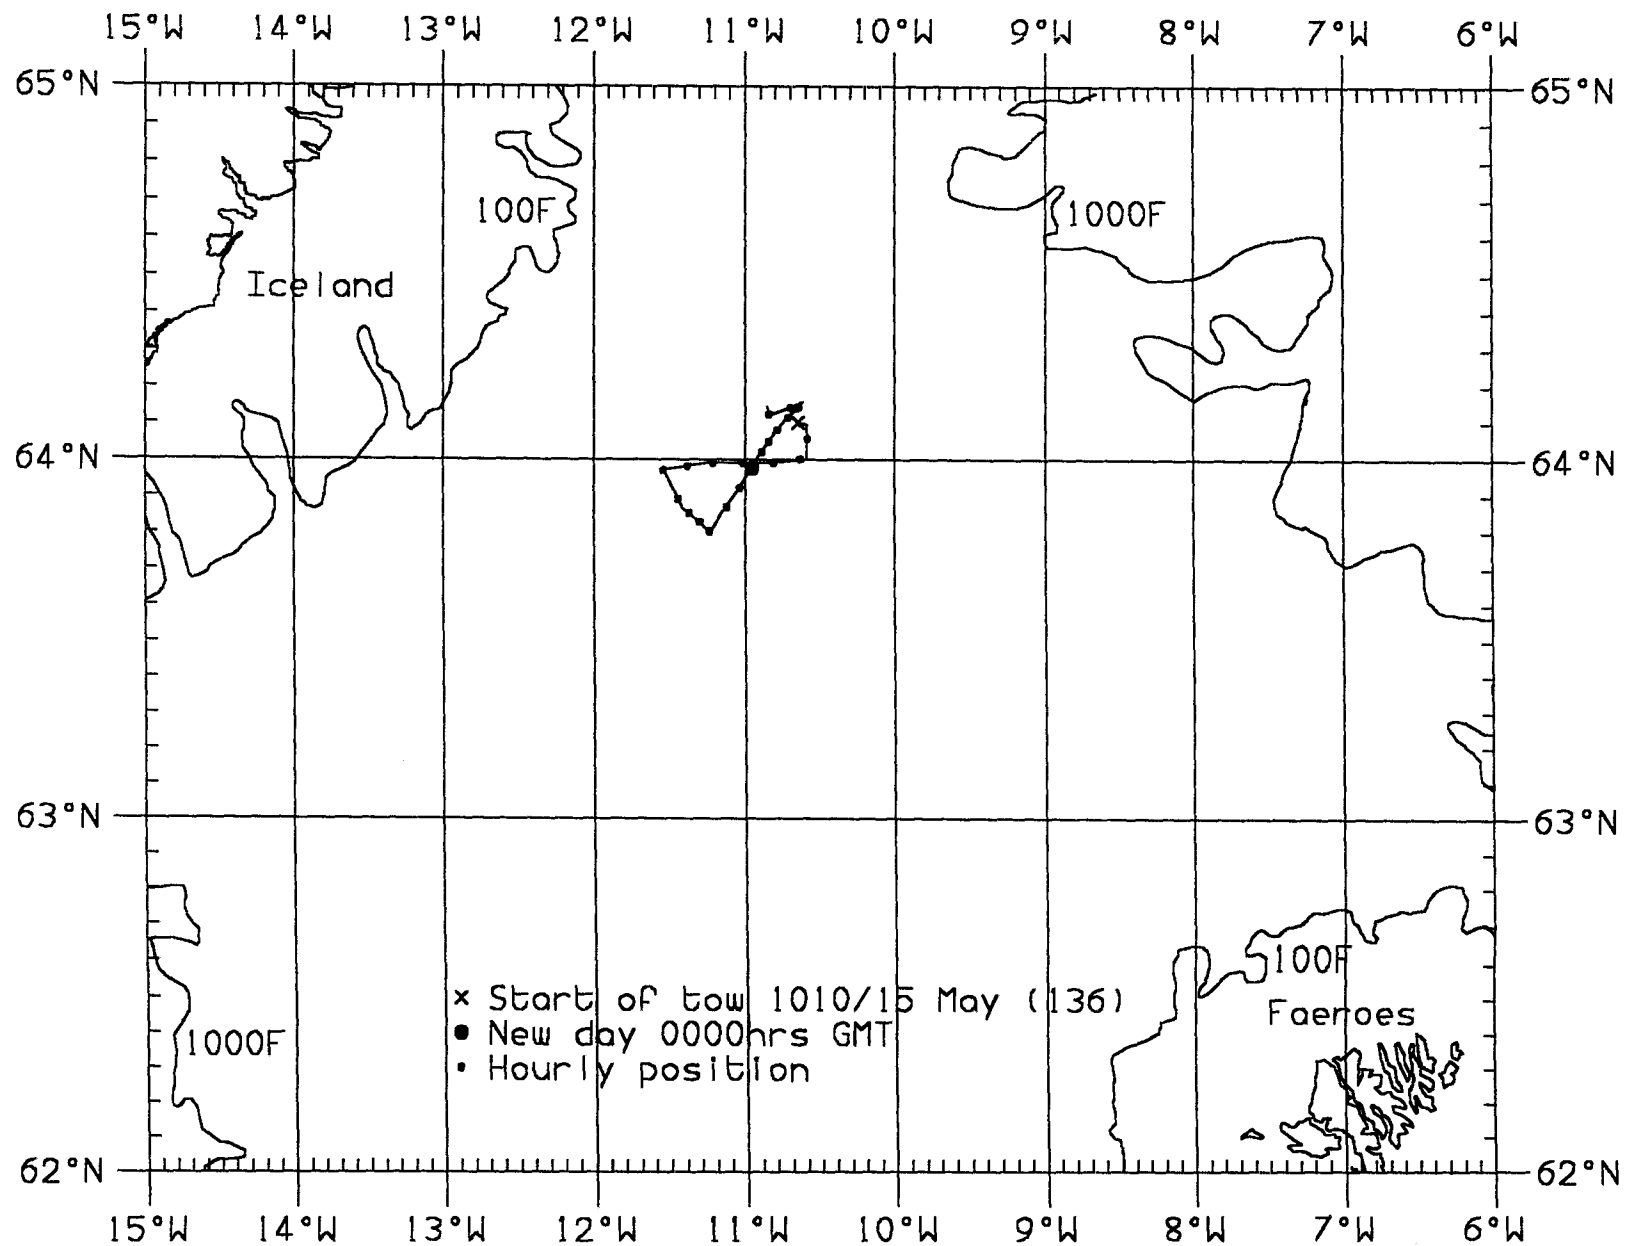 15°W 14°W 13°W 12°W 11°W 10°W 9°W 8°W 7°W 6°W
65°N 65°N
100F 1000F
Iceland
64°N 64°N
63°N 63°N
100F
× Start of tow 1010/15 May (136)
Faeroes
New day 0000hrs GMT
1000F
Hourly position
62°N 62°N
15°W 14°W 13°W 12°W 11°W 10°W 9°W 8°W 7°W 6°W